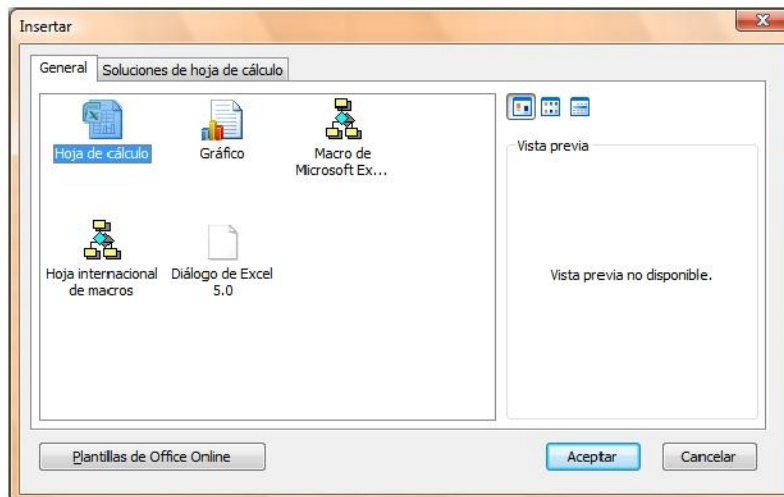 Insertar
General
Soluciones de hoja de cálculo
Hoja de cálculo
Gráfico
Macro de
Microsoft Ex...
Hoja internacional
de macros
Diálogo de Excel
5.0
Vista previa
Vista previa no disponible.
Plantillas de Office Online
Aceptar
Cancelar